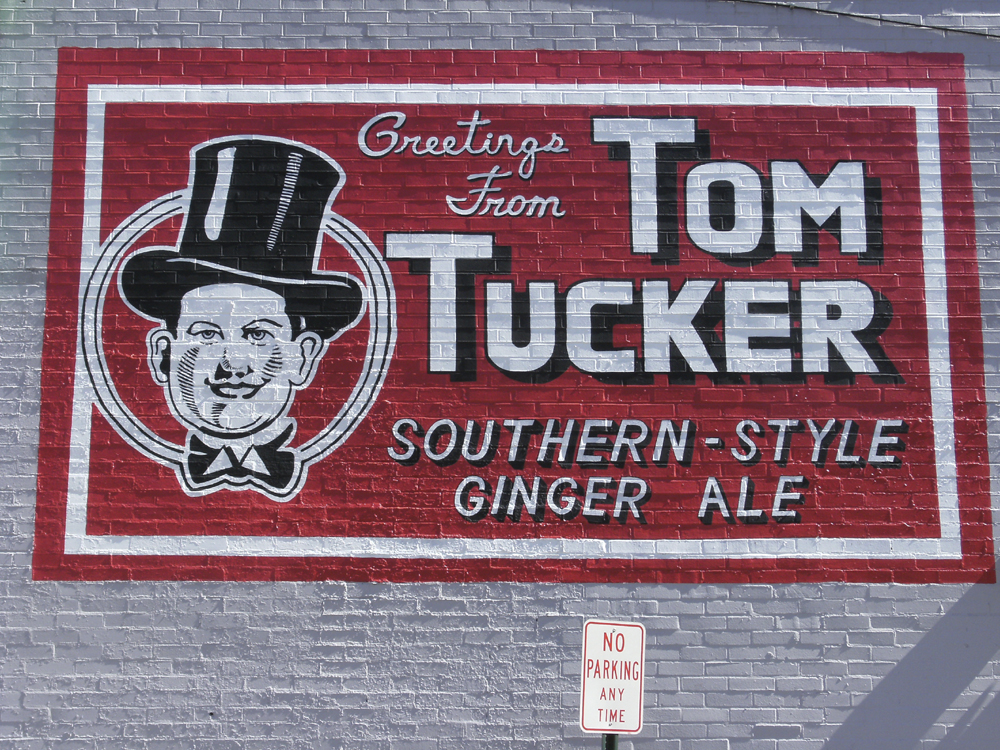 Greetings
From
TOM
TUCKER
SOUTHERN-STYLE
GINGER ALE
NO
PARKING
ANY
TIME